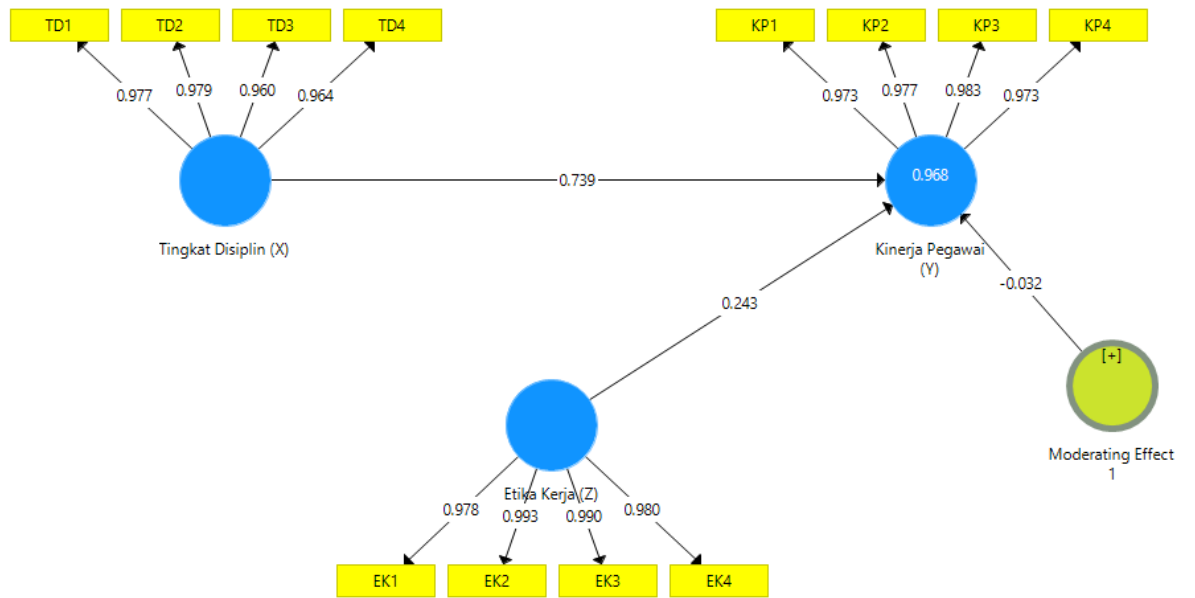 TD1 TD2 TD3 TD4
KP1 KP2 KP3 KP4
0.977 0.979 0.960 0.964
0.973 0.977 0.983 0.973
0.739
0.968
Tingkat Disiplin (X)
Kinerja Pegawai
(Y)
-0.032
0.243
[+]
Moderating Effect
1
Etika Kerja (Z)
0.978 0.993 0.990 0.980
EK1 EK2 EK3 EK4